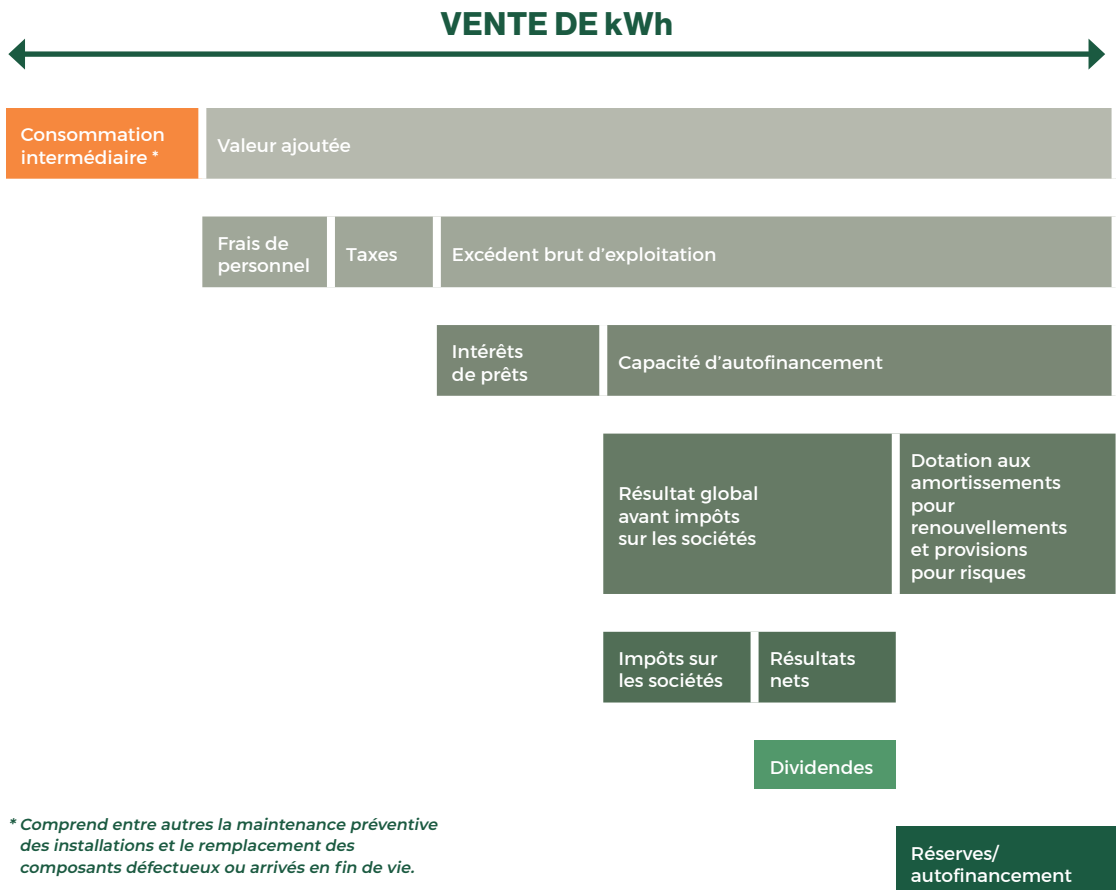 VENTE DE kWh
Consommation
intermédiaire *
Valeur ajoutée
Frais de
personnel
Taxes
Excédent brut d'exploitation
Intérêts
de prêts
Capacité d'autofinancement
Résultat global
avant impôts
sur les sociétés
Dotation aux
amortissements
pour
renouvellements
et provisions
pour risques
Impôts sur
les sociétés
Résultats
nets
Dividendes
* Comprend entre autres la maintenance préventive
des installations et le remplacement des
composants défectueux ou arrivés en fin de vie.
Réserves/
autofinancement